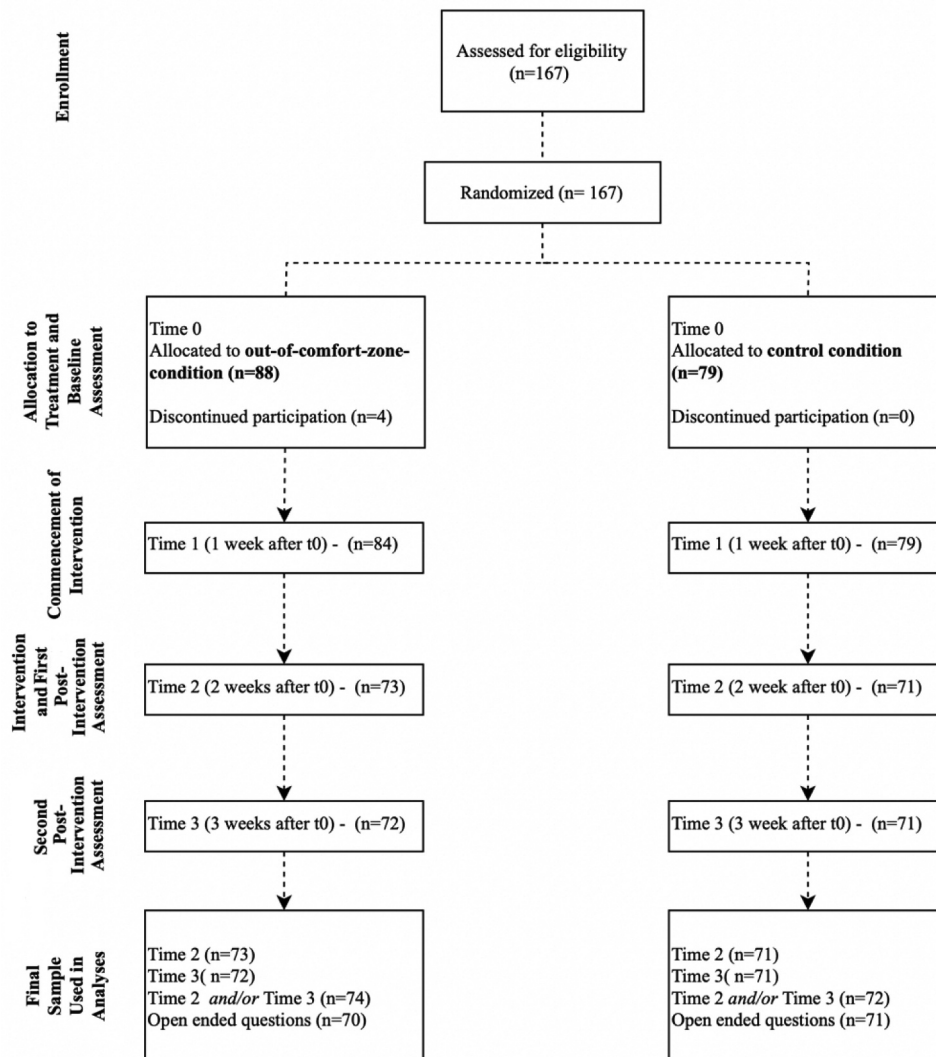 Enrollment
Assessed for eligibility
(n=167)
Randomized (n= 167)
Allocation to
Treatment and
Baseline
Assessment
Time 0
Allocated to out-of-comfort-zone-
condition (n=88)
Discontinued participation (n=4)
Time 0
Allocated to control condition
(n=79)
Discontinued participation (n=0)
Commencement of
Intervention
Time 1 (1 week after t0) - (n=84)
Time 1 (1 week after t0) - (n=79)
Intervention
and First
Post-
Intervention
Assessment
Time 2 (2 weeks after t0) - (n=73)
Time 2 (2 week after t0) - (n=71)
Second
Post-
Intervention
Assessment
Time 3 (3 weeks after t0) - (n=72)
Time 3 (3 week after t0) - (n=71)
Final
Sample
Used in
Analyses
Time 2 (n=73)
Time 3( n=72)
Time 2 and/or Time 3 (n=74)
Open ended questions (n=70)
Time 2 (n=71)
Time 3( n=71)
Time 2 and/or Time 3 (n=72)
Open ended questions (n=71)